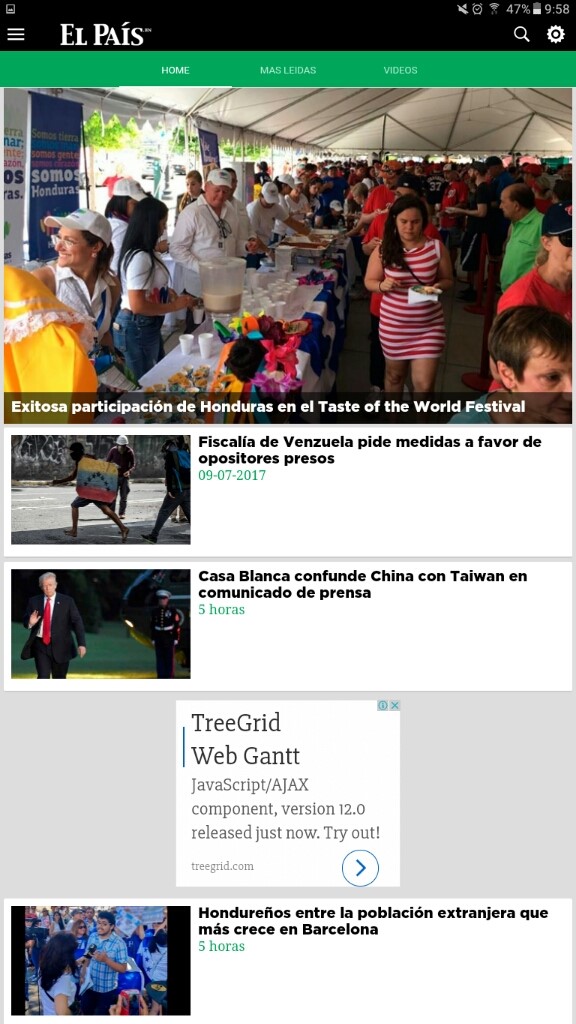 47% 9:58
EL PAÍS.HN
HOME MAS LEIDAS VIDEOS
Somos tierra
somos gente
somos
Honduras
37
Exitosa participación de Honduras en el Taste of the World Festival
Fiscalía de Venzuela pide medidas a favor de
opositores presos
09-07-2017
Casa Blanca confunde China con Taiwan en
comunicado de prensa
5 horas
TreeGrid
Web Gantt
JavaScript/AJAX
component, version 12.0
released just now. Try out!
treegrid.com
Hondureños entre la población extranjera que
más crece en Barcelona
5 horas